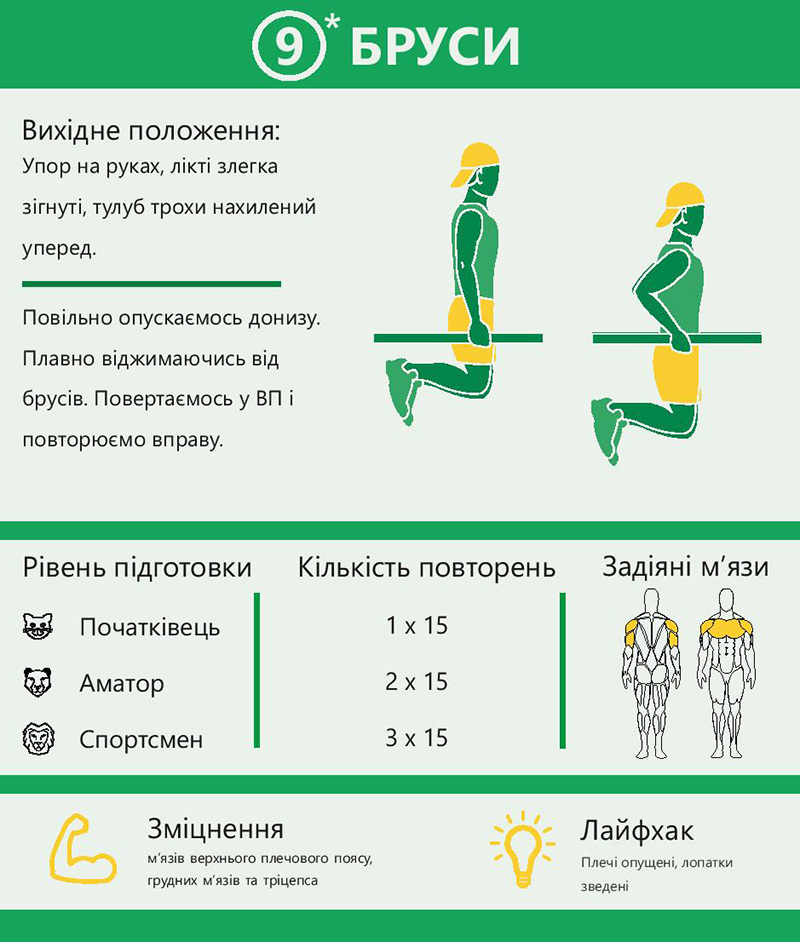 9* БРУСИ
Вихідне положення:
Упор на руках, лікті злегка
зігнуті, тулуб трохи нахилений
уперед.
Повільно опускаємось донизу.
Плавно віджимаючись від
брусів. Повертаємось у ВП і
повторюємо вправу.
Рівень підготовки
Кількість повторень
Задіяні м’язи
Початківець
1 x 15
Аматор
2 x 15
Спортсмен
3 x 15
Зміцнення
м’язів верхнього плечового поясу,
грудних м’язів та тріцепса
Лайфхак
Плечі опущені, лопатки
зведені